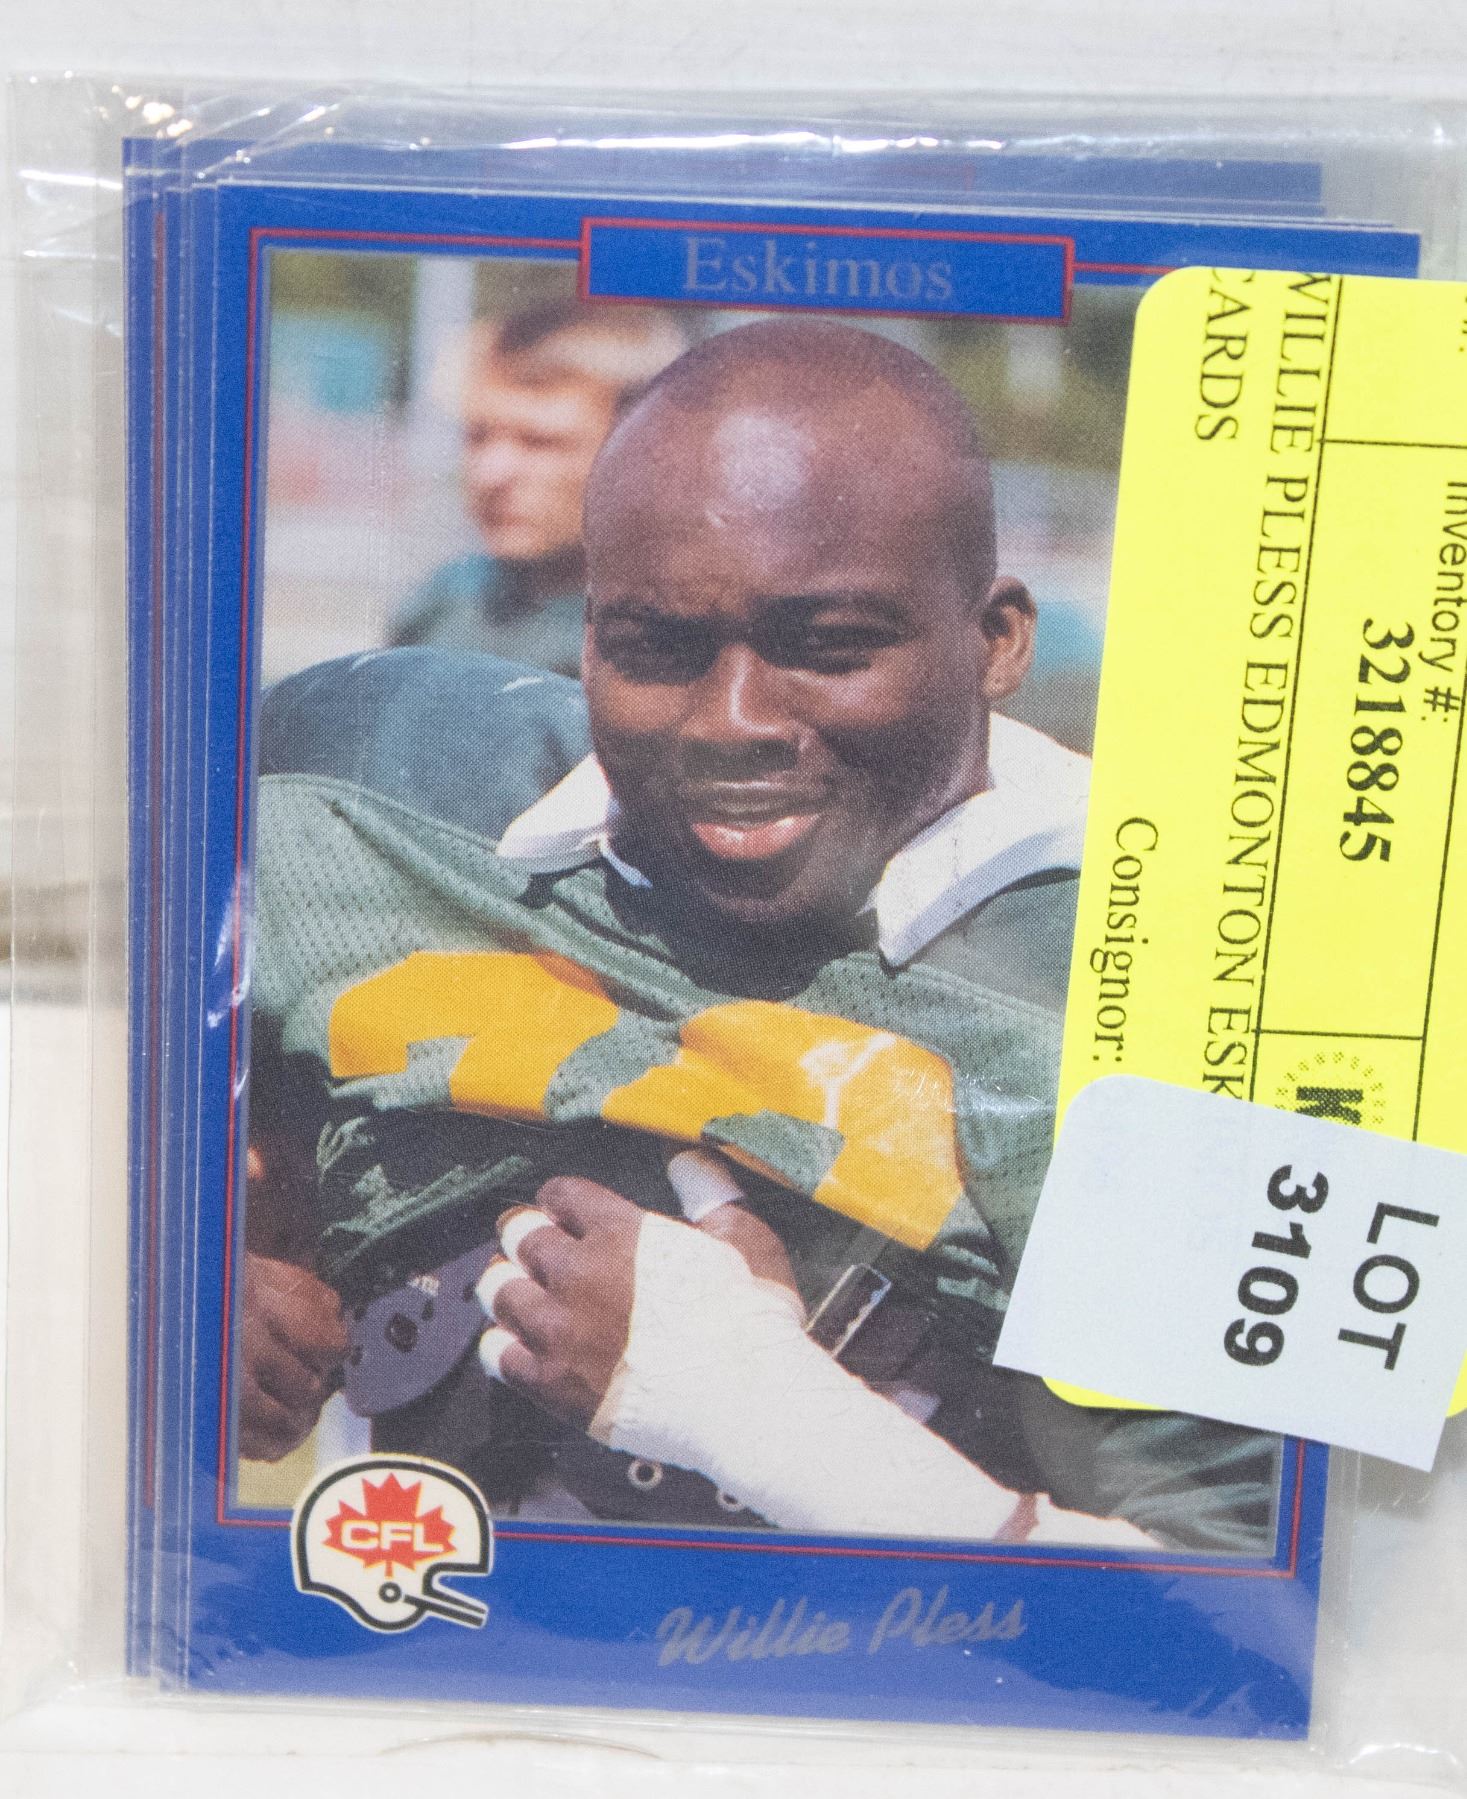 Eskimos
CFL
Willie Pless
Inventory #:
3218845
WILLIE PLESS EDMONTON ESK
CARDS
Consignor:
LOT
3109